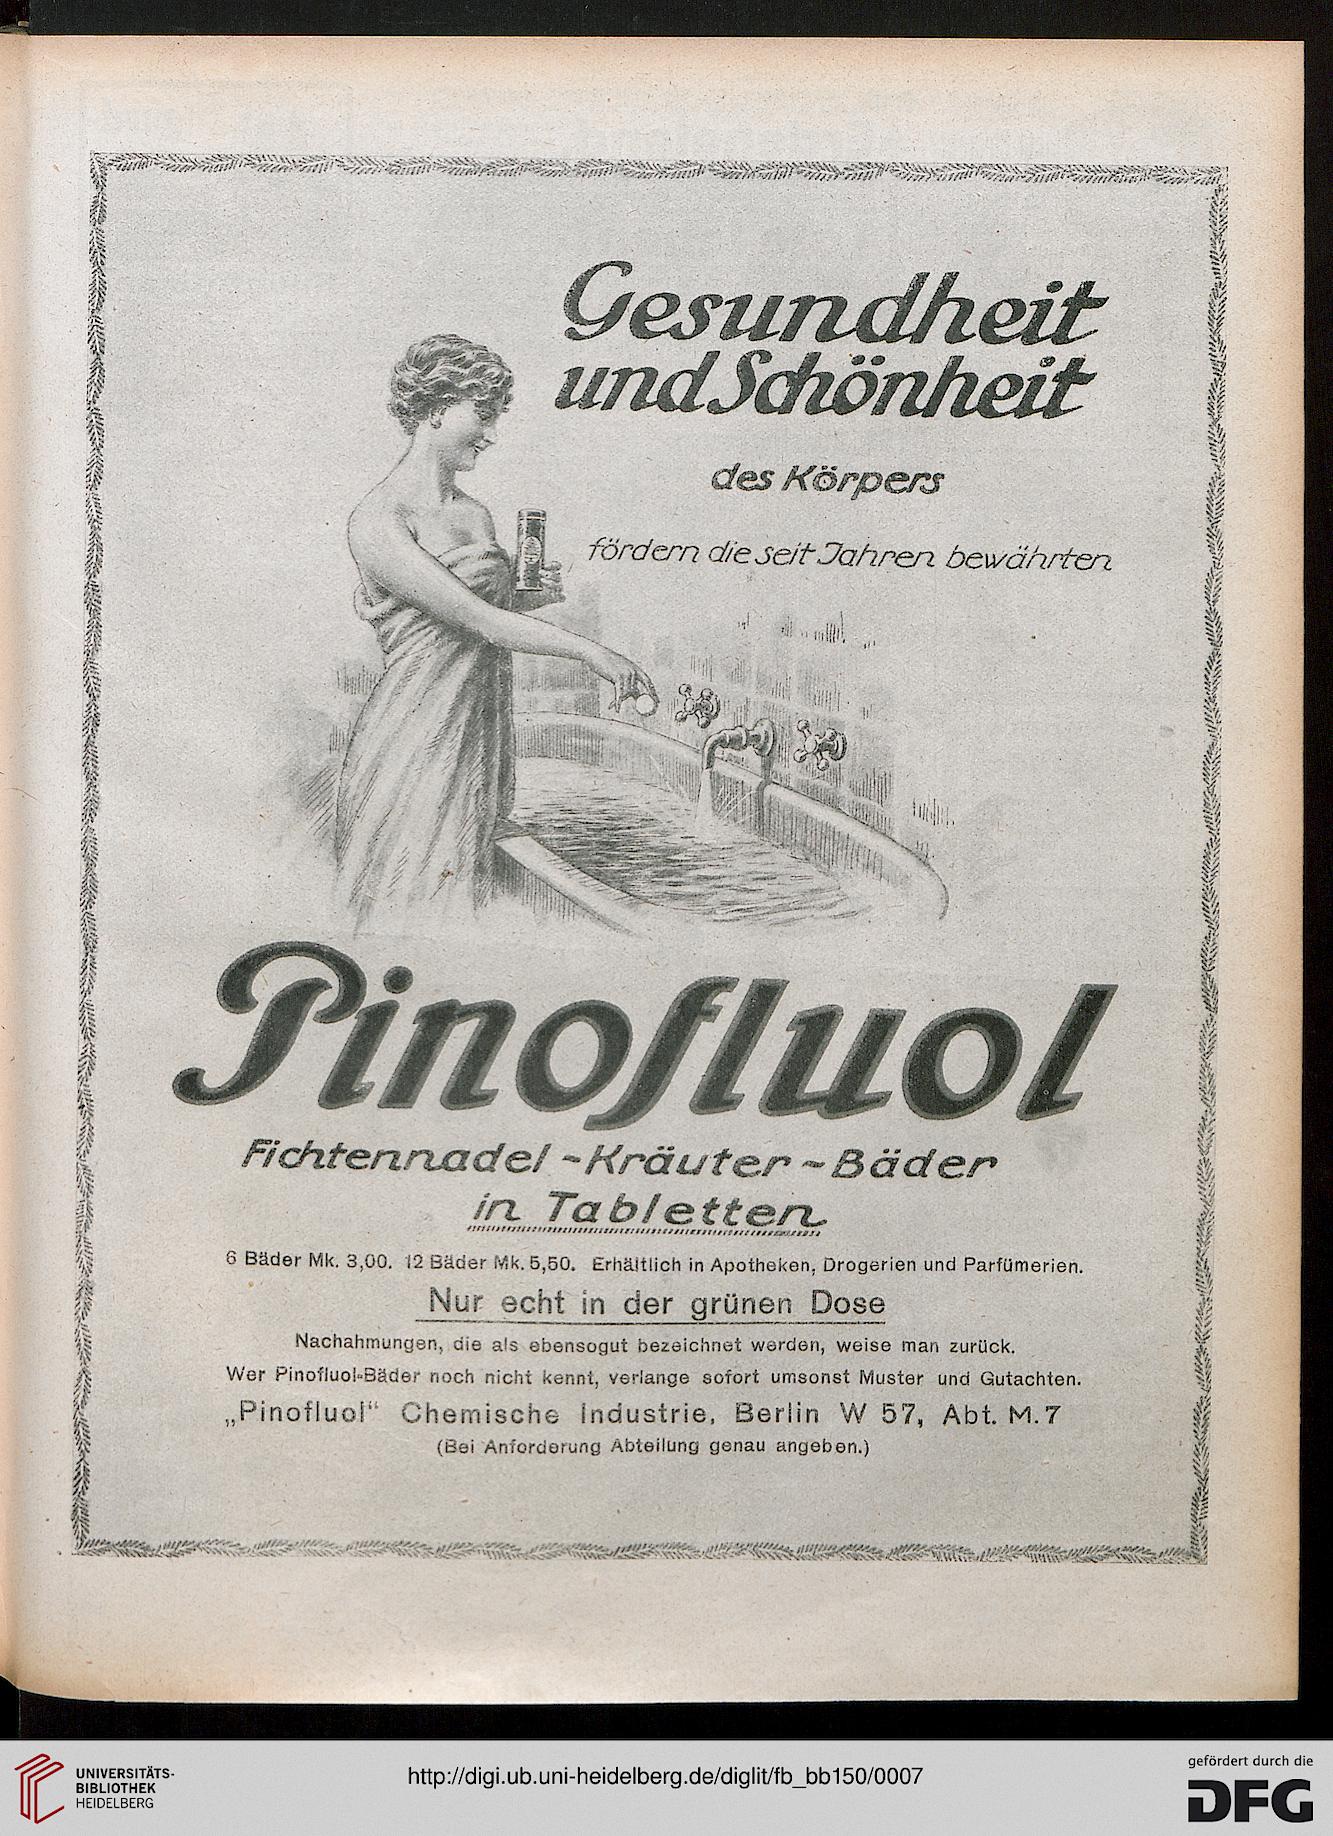 Gesundheit
und Schönheit
des Körpers
fördern die seit Jahren bewährten
Pinofluol
Fichtennadel-Kräuter-Bäder
in Tabletten
6 Bäder Mk. 3,00. 12 Bäder Mk. 5,50. Erhältlich in Apotheken, Drogerien und Parfümerien.
Nur echt in der grünen Dose
Nachahmungen, die als ebensogut bezeichnet werden, weise man zurück.
Wer Pinofluol-Bäder noch nicht kennt, verlange sofort umsonst Muster und Gutachten.
„Pinofluol“ Chemische Industrie, Berlin W 57, Abt. M. 7
(Bei Anforderung Abteilung genau angeben.)
UNIVERSITÄTS-
BIBLIOTHEK
HEIDELBERG
http://digi.ub.uni-heidelberg.de/diglit/fb_bb150/0007
gefördert durch die
DFG